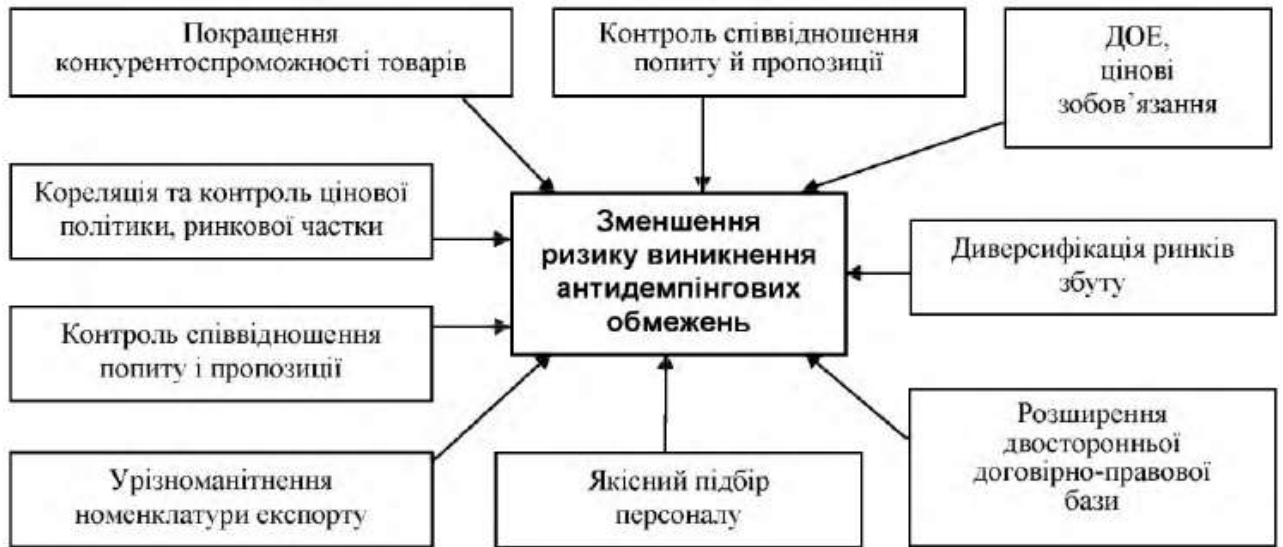 Покращення
конкурентоспроможності товарів
Контроль співвідношення
попиту й пропозиції
ДОЕ,
цінові
зобов’язання
Кореляція та контроль цінової
політики, ринкової частки
Зменшення
ризику виникнення
антидемпінгових
обмежень
Диверсифікація ринків
збуту
Контроль співвідношення
попиту і пропозиції
Урізноманітнення
номенклатури експорту
Якісний підбір
персоналу
Розширення
двосторонньої
договірно-правової
бази